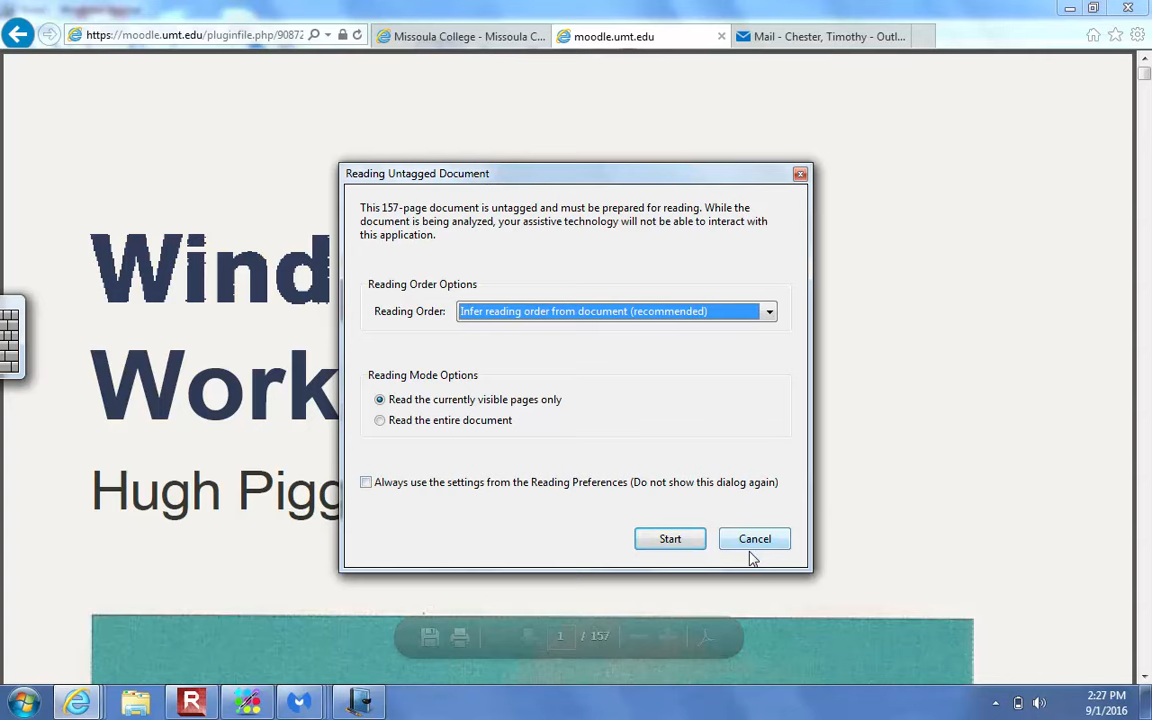 https://moodle.umt.edu/pluginfile.php/90872
Missoula College - Missoula C...
moodle.umt.edu
Mail - Chester, Timothy - Outl...
Wind
Work
Hugh Pigg
Reading Untagged Document
This 157-page document is untagged and must be prepared for reading. While the
document is being analyzed, your assistive technology will not be able to interact with
this application.
Reading Order Options
Reading Order:
Infer reading order from document (recommended)
Reading Mode Options
Read the currently visible pages only
Read the entire document
Always use the settings from the Reading Preferences (Do not show this dialog again)
Start
Cancel
1 / 157
R
2:27 PM
9/1/2016